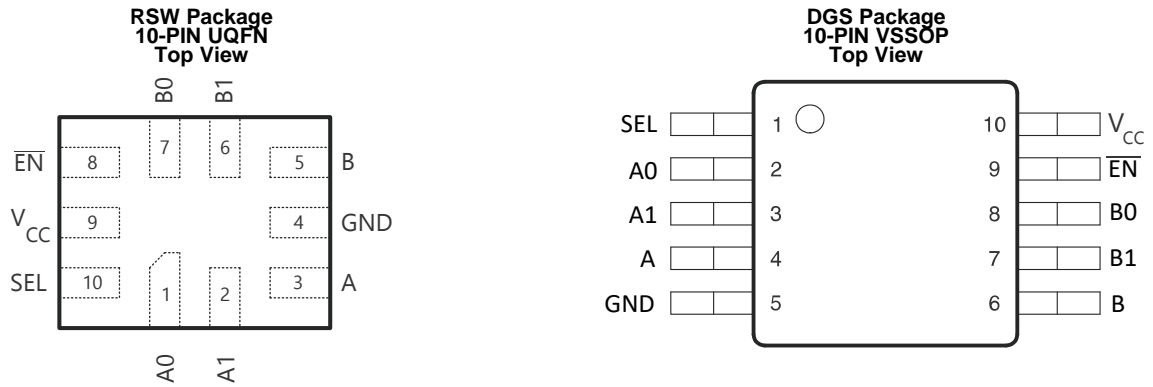 RSW Package
10-PIN UQFN
Top View
B0 B1
7 6
EN 8 5 B
VCC 9 4 GND
SEL 10 3 A
1 2
A0 A1
DGS Package
10-PIN VSSOP
Top View
SEL 1 10 VCC
A0 2 9 EN
A1 3 8 B0
A 4 7 B1
GND 5 6 B